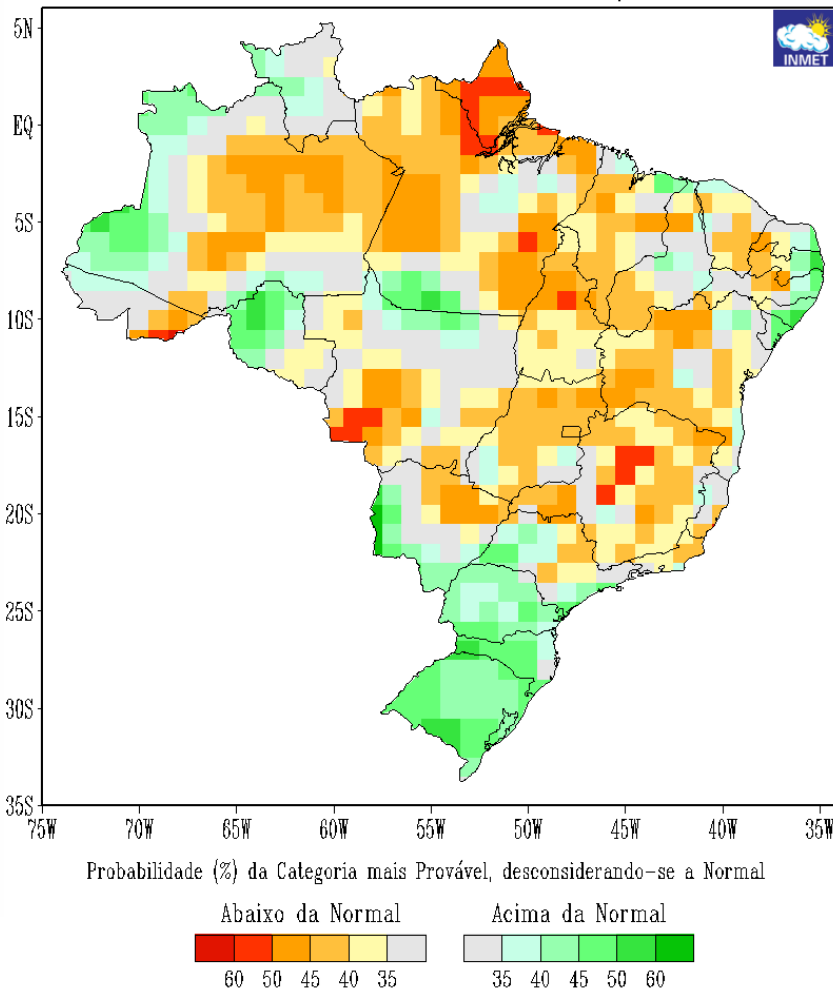 INMET
5N
EQ
5S
10S
15S
20S
25S
30S
35S
75W 70W 65W 60W 55W 50W 45W 40W 35W
Probabilidade (%) da Categoria mais Provável, desconsiderando-se a Normal
Abaixo da Normal Acima da Normal
60 50 45 40 35 35 40 45 50 60